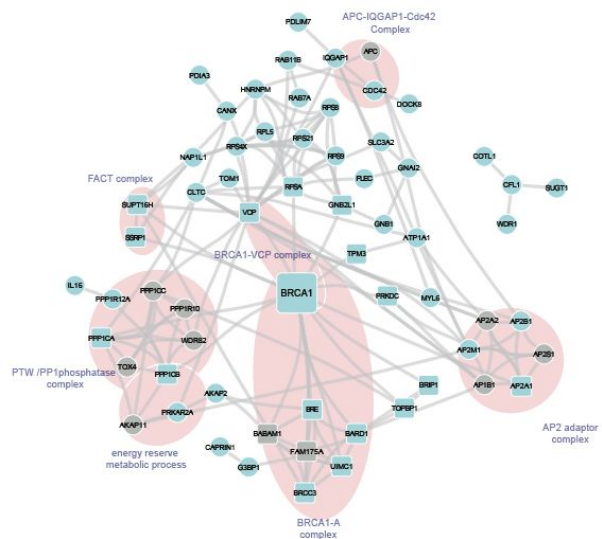 APC-IQGAP1-Cdc42
Complex
PDLIM7
RAB11B
IQGAP1
APC
PDIA3
HNRNPM
RAB7A
CDC42
DOCK8
CANX
RPS8
RPL5
RPS21
SLC3A2
COTL1
NAP1L1
RPS4X
RPS9
GNAI2
CFL1
SUGT1
FACT complex
CLTC
TOM1
RPSA
PLEC
WDR1
SUPT16H
VCP
GNB2L1
GNB1
ATP1A1
SSRP1
BRCA1-VCP complex
TPM3
IL16
PPP1R12A
PPP1CC
BRCA1
PRKDC
MYL6
PPP1R10
AP2A2
AP2B1
PPP1CA
WDR82
AP2M1
AP2S1
TOX4
PPP1CB
AP1B1
AP2A1
PTW /PP1phosphatase
complex
PRKAR2A
AKAP2
BRIP1
AKAP11
BRE
TOPBP1
AP2 adaptor
complex
BABAM1
BARD1
energy reserve
metabolic process
CAPRIN1
FAM175A
G3BP1
UIMC1
BRCC3
BRCA1-A
complex